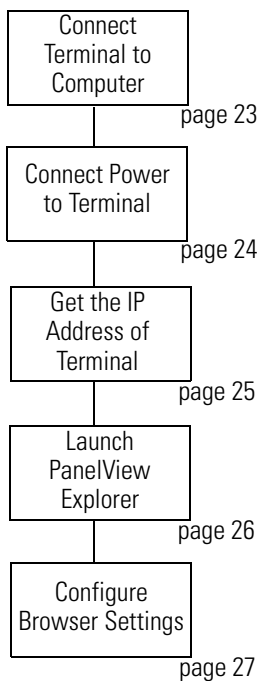 Connect
Terminal to
Computer
page 23
Connect Power
to Terminal
page 24
Get the IP
Address of
Terminal
page 25
Launch
PanelView
Explorer
page 26
Configure
Browser Settings
page 27